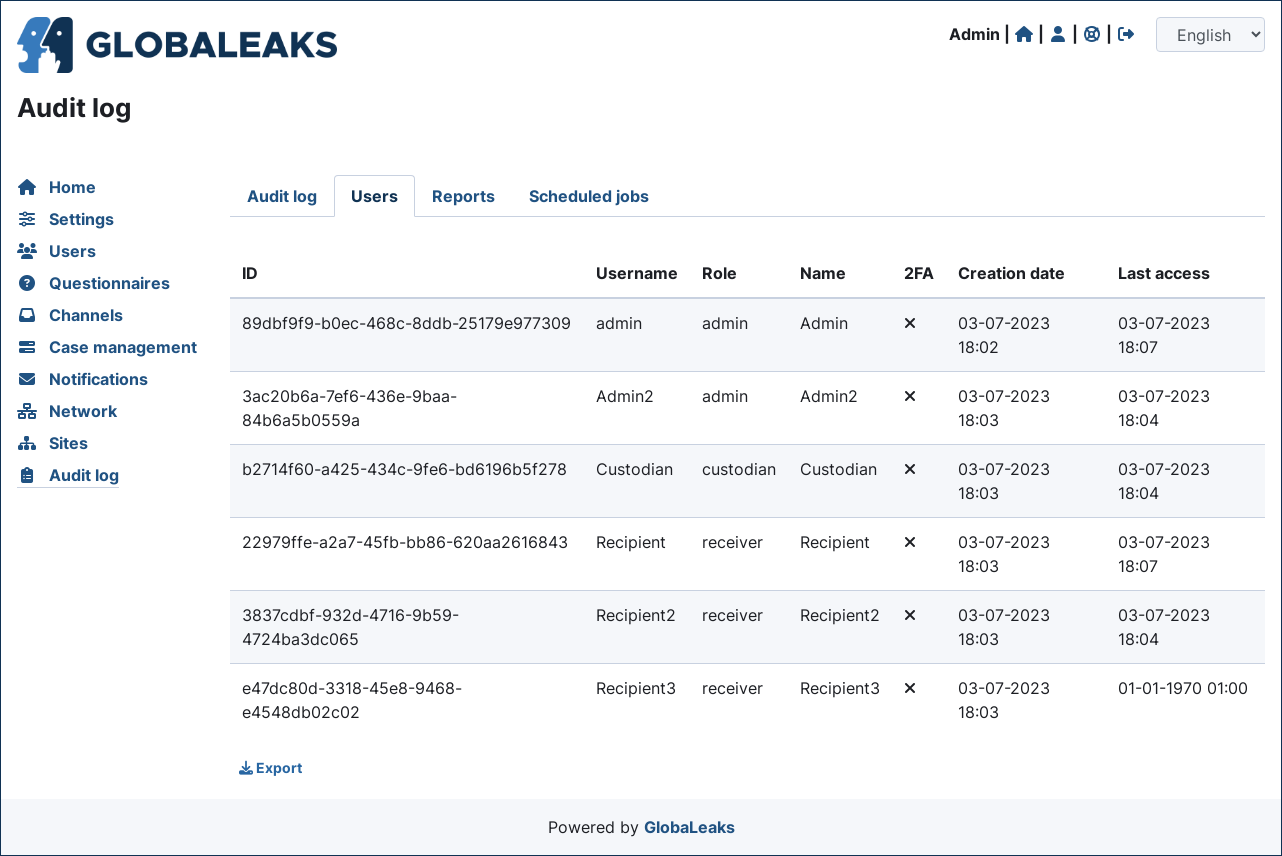 GLOBALEAKS
Admin | | | |
English
Audit log
Home
Settings
Users
Questionnaires
Channels
Case management
Notifications
Network
Sites
Audit log
Audit log Users Reports Scheduled jobs
ID Username Role Name 2FA Creation date Last access
89dbf9f9-b0ec-468c-8ddb-25179e977309 admin admin Admin 03-07-2023 03-07-2023
18:02 18:07
3ac20b6a-7ef6-436e-9baa- Admin2 admin Admin2 03-07-2023 03-07-2023
84b6a5b0559a 18:03 18:04
b2714f60-a425-434c-9fe6-bd6196b5f278 Custodian custodian Custodian 03-07-2023 03-07-2023
18:03 18:04
22979ffe-a2a7-45fb-bb86-620aa2616843 Recipient receiver Recipient 03-07-2023 03-07-2023
18:03 18:07
3837cdbf-932d-4716-9b59- Recipient2 receiver Recipient2 03-07-2023 03-07-2023
4724ba3dc065 18:03 18:04
e47dc80d-3318-45e8-9468- Recipient3 receiver Recipient3 03-07-2023 01-01-1970 01:00
e4548db02c02 18:03
Export
Powered by GlobaLeaks